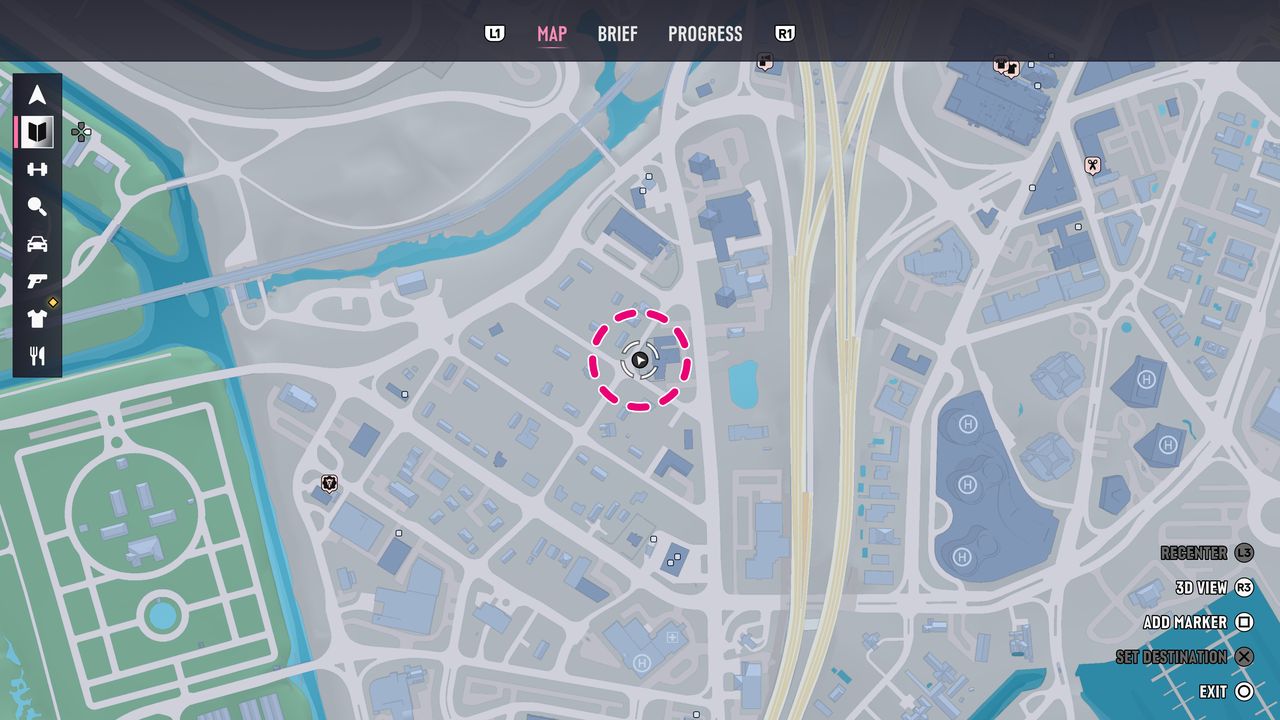 L1 MAP BRIEF PROGRESS R1
H
H
H
H
H
H
RECENTER L3
3D VIEW R3
ADD MARKER
SET DESTINATION
EXIT